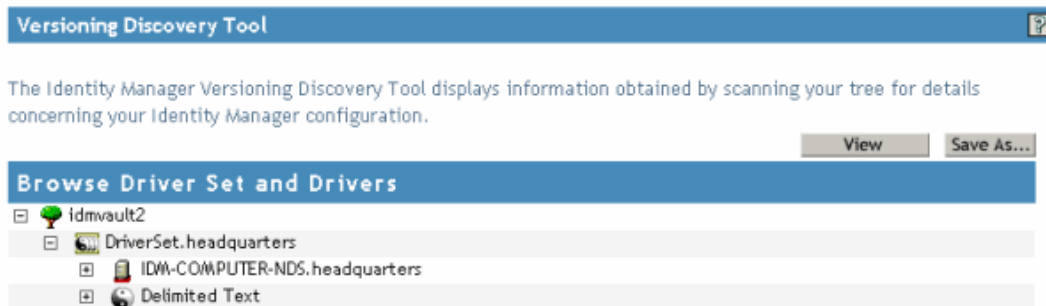 Versioning Discovery Tool
?
The Identity Manager Versioning Discovery Tool displays information obtained by scanning your tree for details
concerning your Identity Manager configuration.
View Save As...
Browse Driver Set and Drivers
idmvault2
DriverSet.headquarters
IDM-COMPUTER-NDS.headquarters
Delimited Text